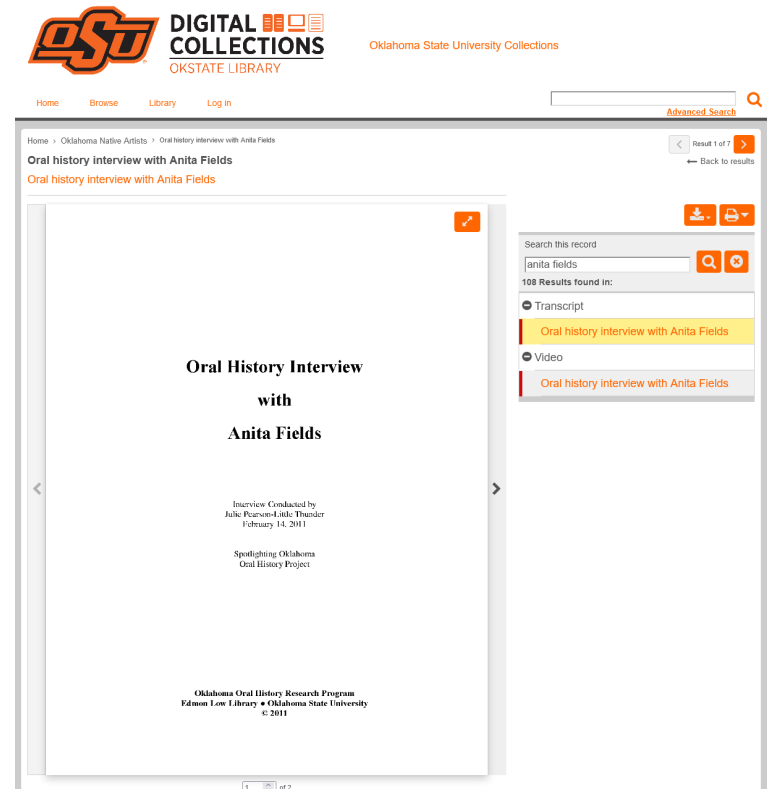 OSU
DIGITAL
COLLECTIONS
OKSTATE LIBRARY
Oklahoma State University Collections
Home Browse Library Log in
Advanced Search
Home › Oklahoma Native Artists › Oral history interview with Anita Fields
Result 1 of 7
Back to results
Oral history interview with Anita Fields
Oral history interview with Anita Fields
Search this record
anita fields
108 Results found in:
Transcript
Oral history interview with Anita Fields
Video
Oral history interview with Anita Fields
Oral History Interview
with
Anita Fields
Interview Conducted by
Julie Pearson-Little Thunder
February 14, 2011
Spotlighting Oklahoma
Oral History Project
Oklahoma Oral History Research Program
Edmon Low Library ● Oklahoma State University
© 2011
1 of 2